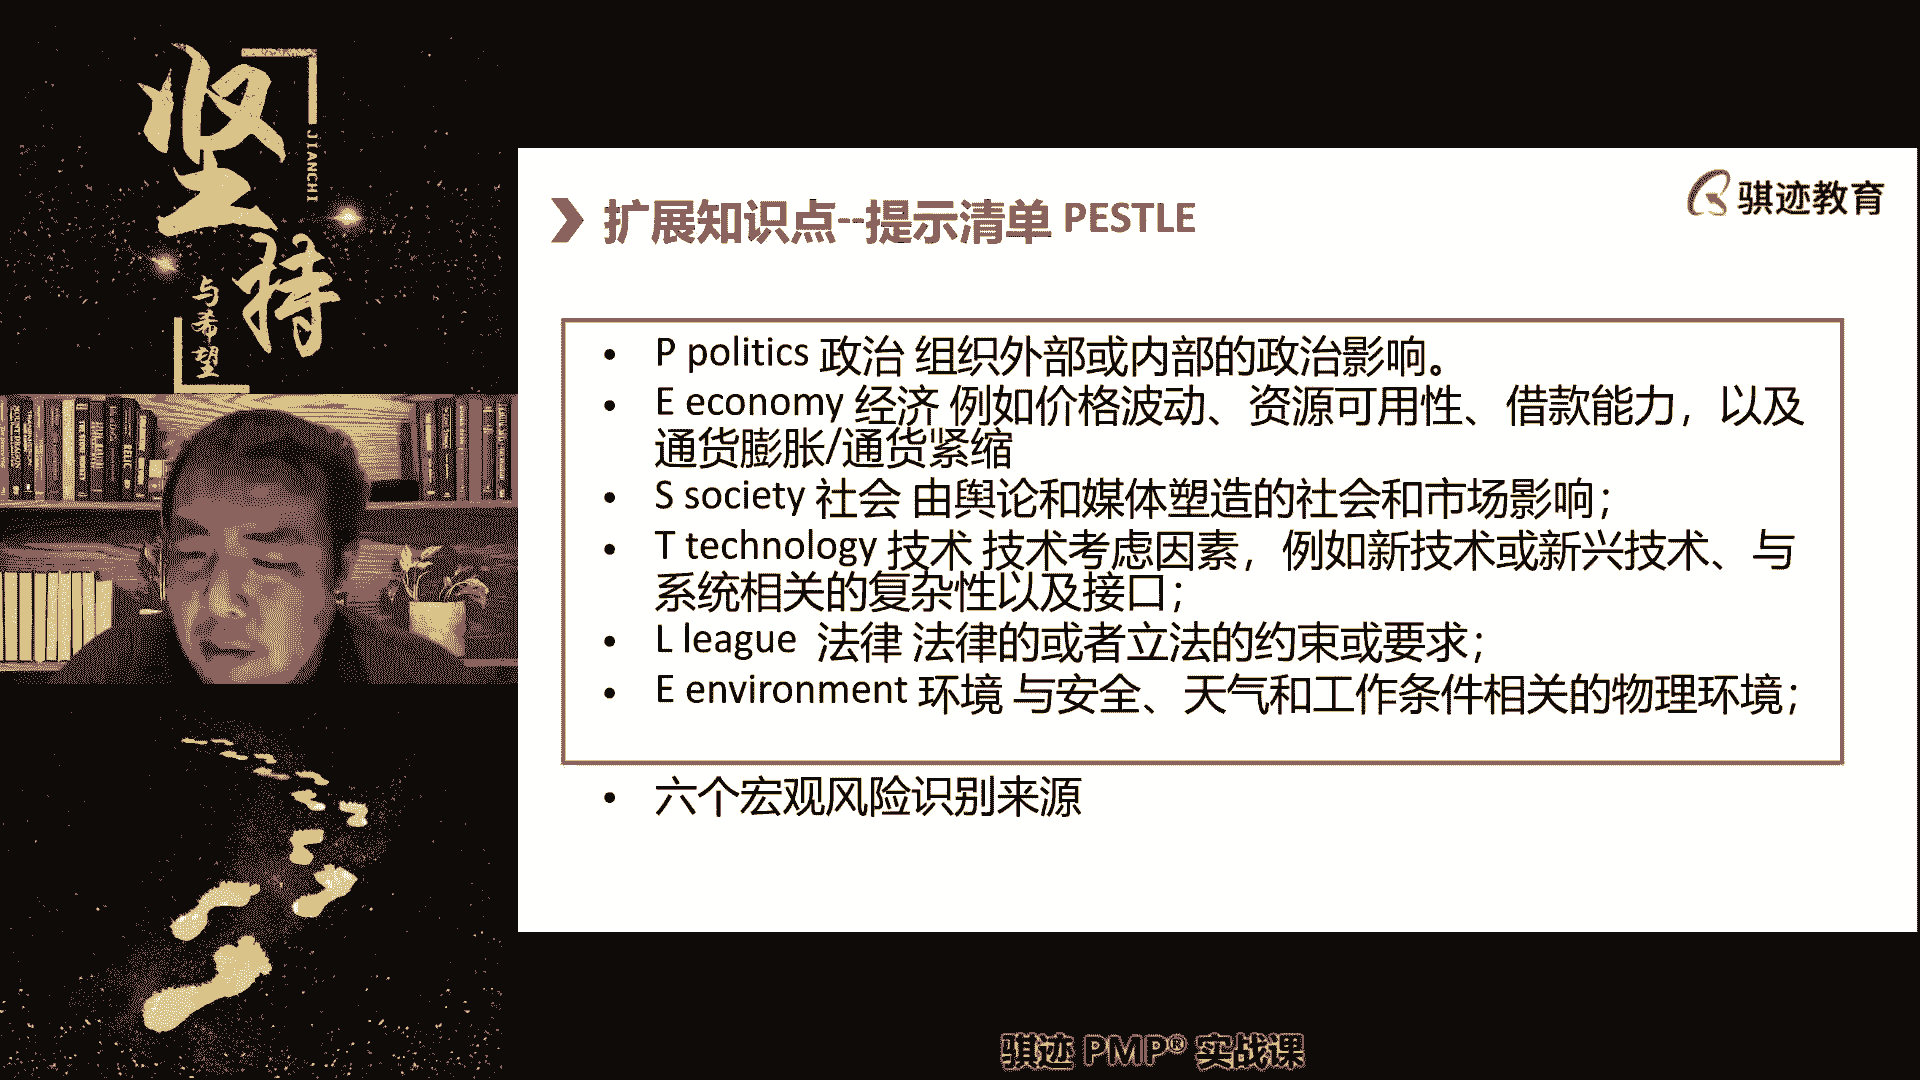 坚持
JIANCHI
与希望
骐迹教育
扩展知识点--提示清单 PESTLE
• P politics 政治 组织外部或内部的政治影响。
• E economy 经济 例如价格波动、资源可用性、借款能力，以及
通货膨胀/通货紧缩
• S society 社会 由舆论和媒体塑造的社会和市场影响；
• T technology 技术 技术考虑因素，例如新技术或新兴技术、与
系统相关的复杂性以及接口；
• L league 法律 法律的或者立法的约束或要求；
• E environment 环境 与安全、天气和工作条件相关的物理环境；
• 六个宏观风险识别来源
骐迹 PMP® 实战课